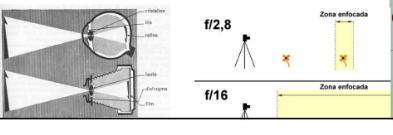 cristalino
iris
retina
lente
diafragma
film
f/2,8
Zona enfocada
f/16
Zona enfocada